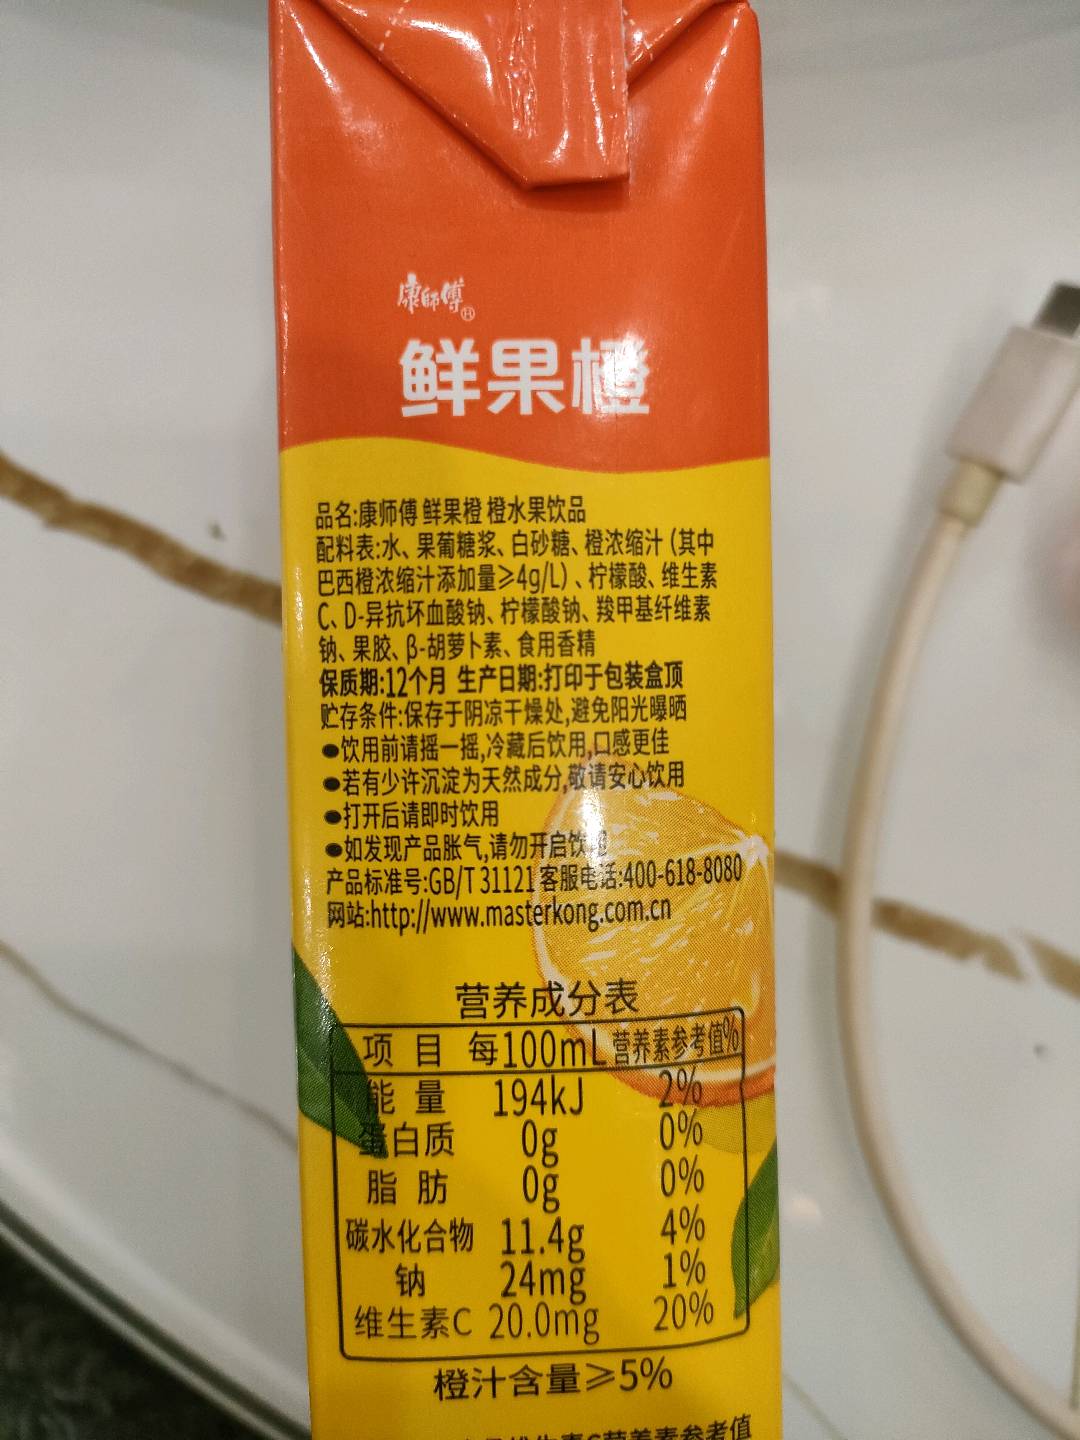 康師傅
鲜果橙
品名:康师傅 鲜果橙 橙水果饮品
配料表:水、果葡糖浆、白砂糖、橙浓缩汁（其中
巴西橙浓缩汁添加量≥4g/L）、柠檬酸、维生素
C、D-异抗坏血酸钠、柠檬酸钠、羧甲基纤维素
钠、果胶、β-胡萝卜素、食用香精
保质期:12个月 生产日期:打印于包装盒顶
贮存条件:保存于阴凉干燥处,避免阳光曝晒
●饮用前请摇一摇,冷藏后饮用,口感更佳
●若有少许沉淀为天然成分,敬请安心饮用
●打开后请即时饮用
●如发现产品胀气,请勿开启饮用
产品标准号:GB/T 31121 客服电话:400-618-8080
网站:http://www.masterkong.com.cn
营养成分表
项 目 每100mL 营养素参考值%
能 量 194kJ 2%
蛋白质 0g 0%
脂 肪 0g 0%
碳水化合物 11.4g 4%
钠 24mg 1%
维生素C 20.0mg 20%
橙汁含量≥5%
维生素C营养素参考值